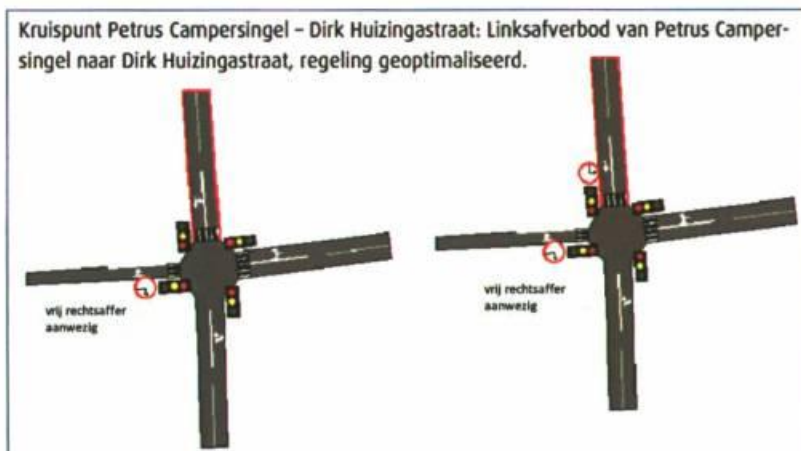 Kruispunt Petrus Campersingel – Dirk Huizingastraat: Linksafverbod van Petrus Camper-
singel naar Dirk Huizingastraat, regeling geoptimaliseerd.
vrij rechtsaffer
aanwezig
vrij rechtsaffer
aanwezig